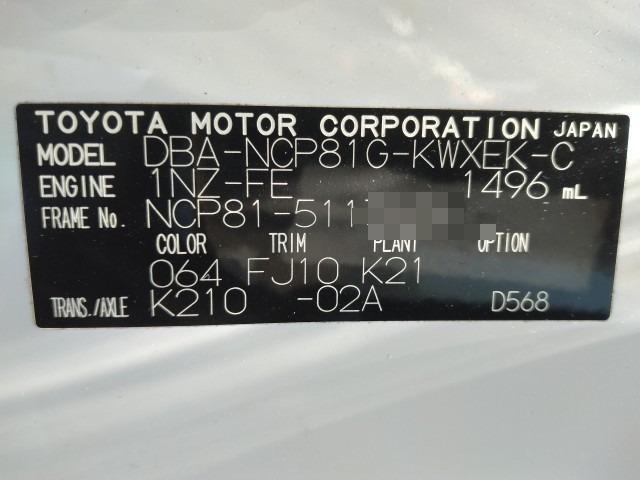 TOYOTA MOTOR CORPORATION JAPAN
MODEL DBA-NCP81G-KWXEK-C
ENGINE 1NZ-FE 1496 mL
FRAME No. NCP81-511
COLOR TRIM PLANT OPTION
064 FJ10 K21
TRANS./AXLE K210 -02A D568